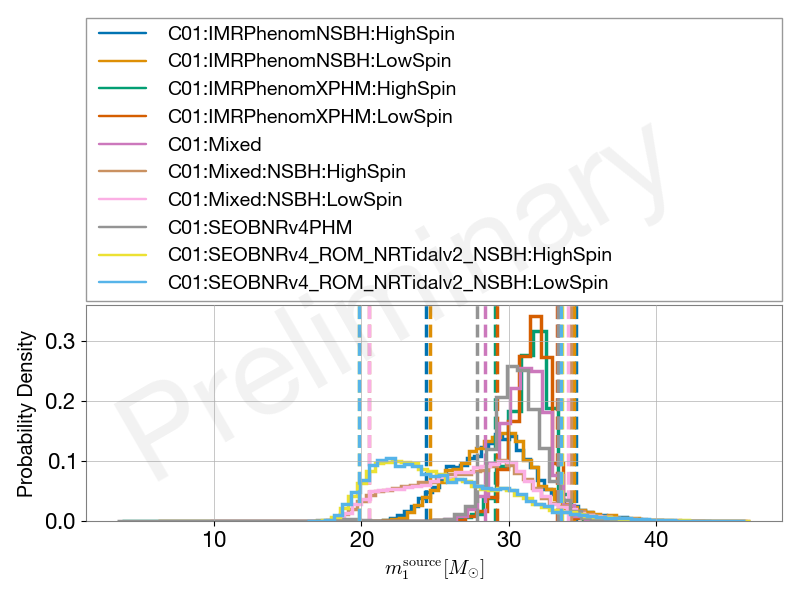 C01:IMRPhenomNSBH:HighSpin
C01:IMRPhenomNSBH:LowSpin
C01:IMRPhenomXPHM:HighSpin
C01:IMRPhenomXPHM:LowSpin
C01:Mixed
C01:Mixed:NSBH:HighSpin
C01:Mixed:NSBH:LowSpin
C01:SEOBNRv4PHM
C01:SEOBNRv4_ROM_NRTidalv2_NSBH:HighSpin
C01:SEOBNRv4_ROM_NRTidalv2_NSBH:LowSpin
Preliminary
Probability Density
0.3
0.2
0.1
0.0
10 20 30 40
m₁^source [M⊙]